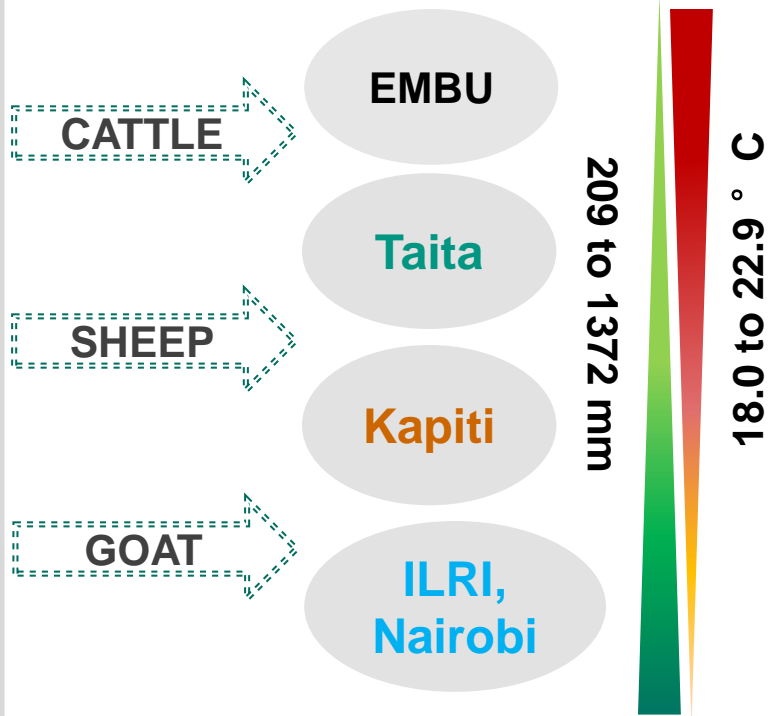 EMBU
CATTLE
Taita
SHEEP
Kapiti
GOAT
ILRI,
Nairobi
209 to 1372 mm
18.0 to 22.9 ° C